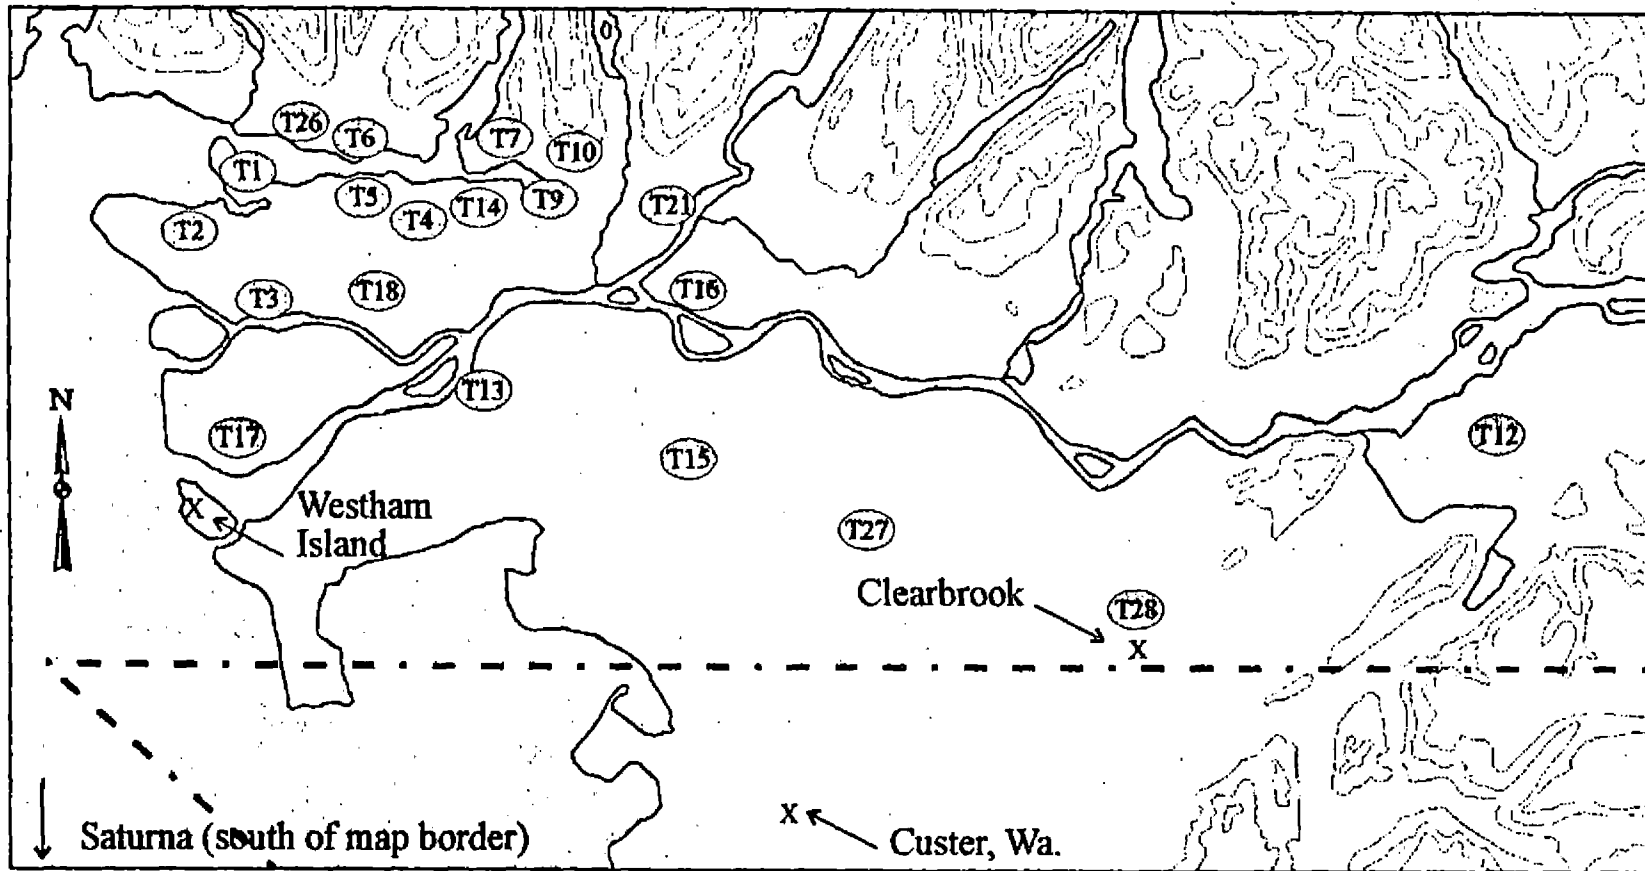 T26
T6
T7
T10
T1
T5
T4
T14
T9
T21
T2
T3
T18
T16
T13
N
T17
T15
T12
X
Westham
Island
T27
Clearbrook
T28
X
X
Saturna (south of map border)
Custer, Wa.